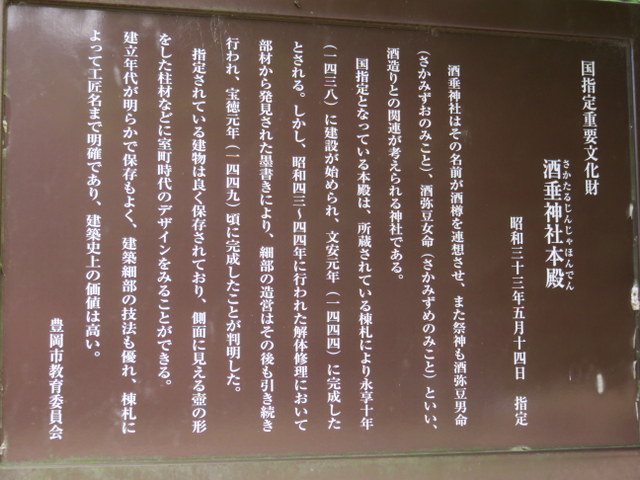 国指定重要文化財
さかたるじんじゃほんでん
酒垂神社本殿
昭和三十三年五月十四日　指定
酒垂神社はその名前が酒樽を連想させ、また祭神も酒弥豆男命
（さかみずおのみこと）、酒弥豆女命（さかみずめのみこと）といい、
酒造りとの関連が考えられる神社である。
国指定となっている本殿は、所蔵されている棟札により永享十年
（一四三八）に建設が始められ、文安元年（一四四四）に完成した
とされる。しかし、昭和四三～四四年に行われた解体修理において
部材から発見された墨書きにより、細部の造営はその後も引き続き
行われ、宝徳元年（一四四九）頃に完成したことが判明した。
指定されている建物は良く保存されており、側面に見える壺の形
をした柱材などに室町時代のデザインをみることができる。
建立年代が明らかで保存もよく、建築細部の技法も優れ、棟札に
よって工匠名まで明確であり、建築史上の価値は高い。
豊岡市教育委員会